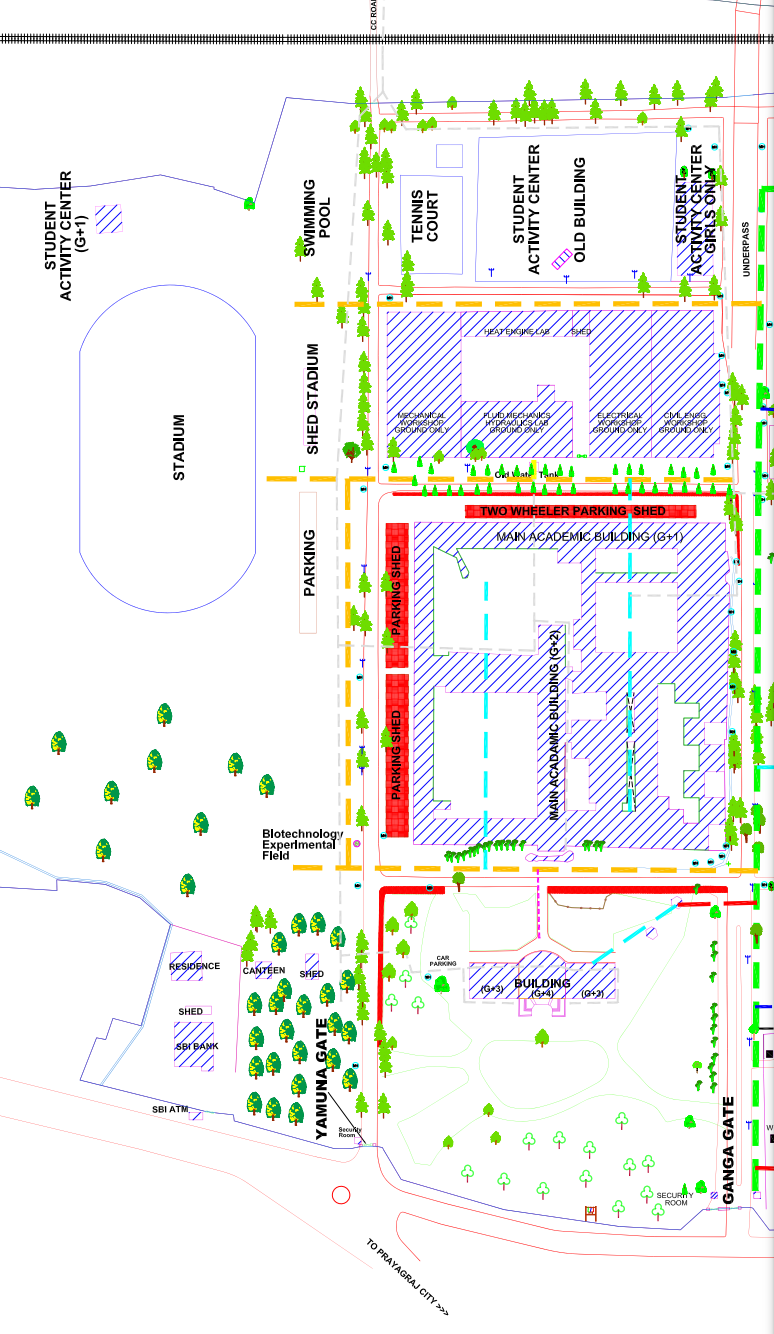 CC ROAD
STUDENT
ACTIVITY CENTER
(G+1)
SWIMMING
POOL
TENNIS
COURT
STUDENT
ACTIVITY CENTER
OLD BUILDING
STUDENT
ACTIVITY CENTER
GIRLS ONLY
UNDERPASS
STADIUM
SHED STADIUM
HEAT ENGINE LAB
SHED
MECHANICAL
WORKSHOP
GROUND ONLY
FLUID MECHANICS
HYDRAULICS LAB
GROUND ONLY
ELECTRICAL
WORKSHOP
GROUND ONLY
CIVIL ENGG.
WORKSHOP
GROUND ONLY
Old Water Tank
TWO WHEELER PARKING SHED
MAIN ACADEMIC BUILDING (G+1)
PARKING
PARKING SHED
MAIN ACADAMIC BUILDING (G+2)
PARKING SHED
Biotechnology
Experimental
Field
RESIDENCE
CANTEEN
SHED
CAR
PARKING
BUILDING
(G+3)
(G+4)
(G+3)
SHED
SBI BANK
SBI ATM
YAMUNA GATE
Security
Room
GANGA GATE
SECURITY
ROOM
W
TO PRAYAGRAJ CITY >>>